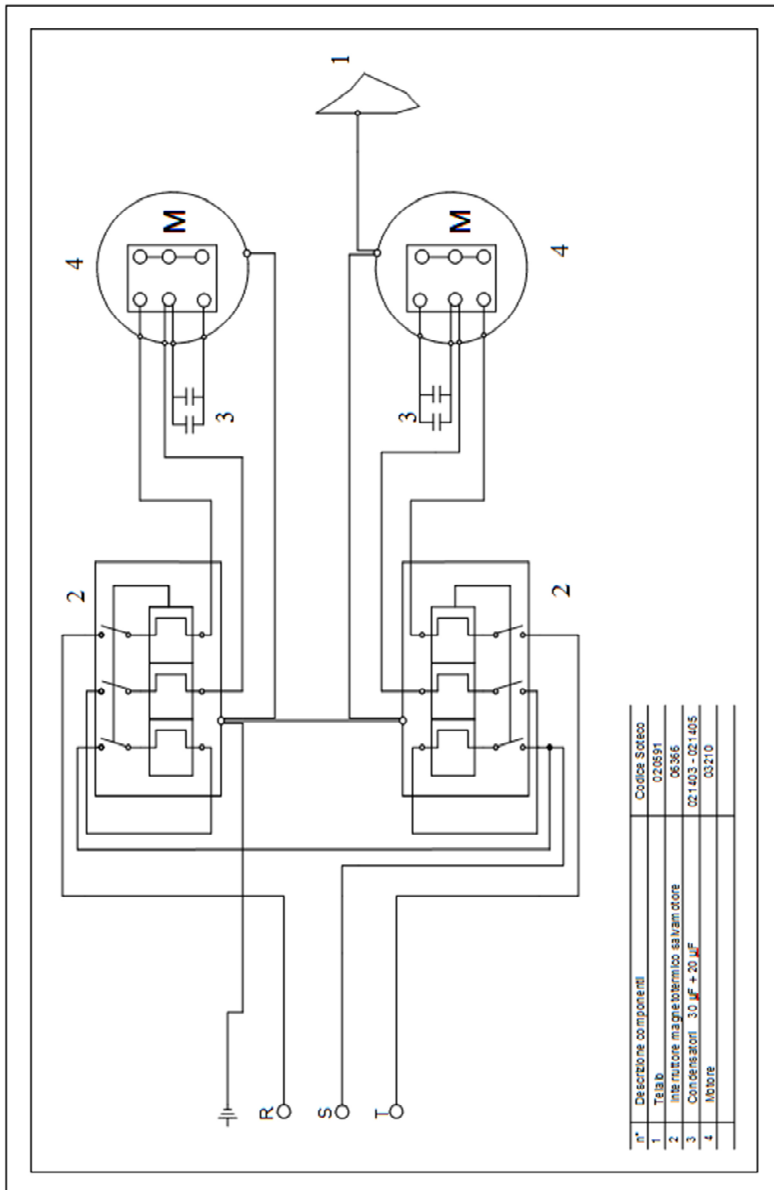 1
4
M
M
4
3
3
2
2
R
S
T
n° Descrizione componenti Codice Soteco
1 Telaio 020591
2 Interruttore magnetotermico salvamotore 06366
3 Condensatori 30 µF + 20 µF 021403 - 021405
4 Motore 03210